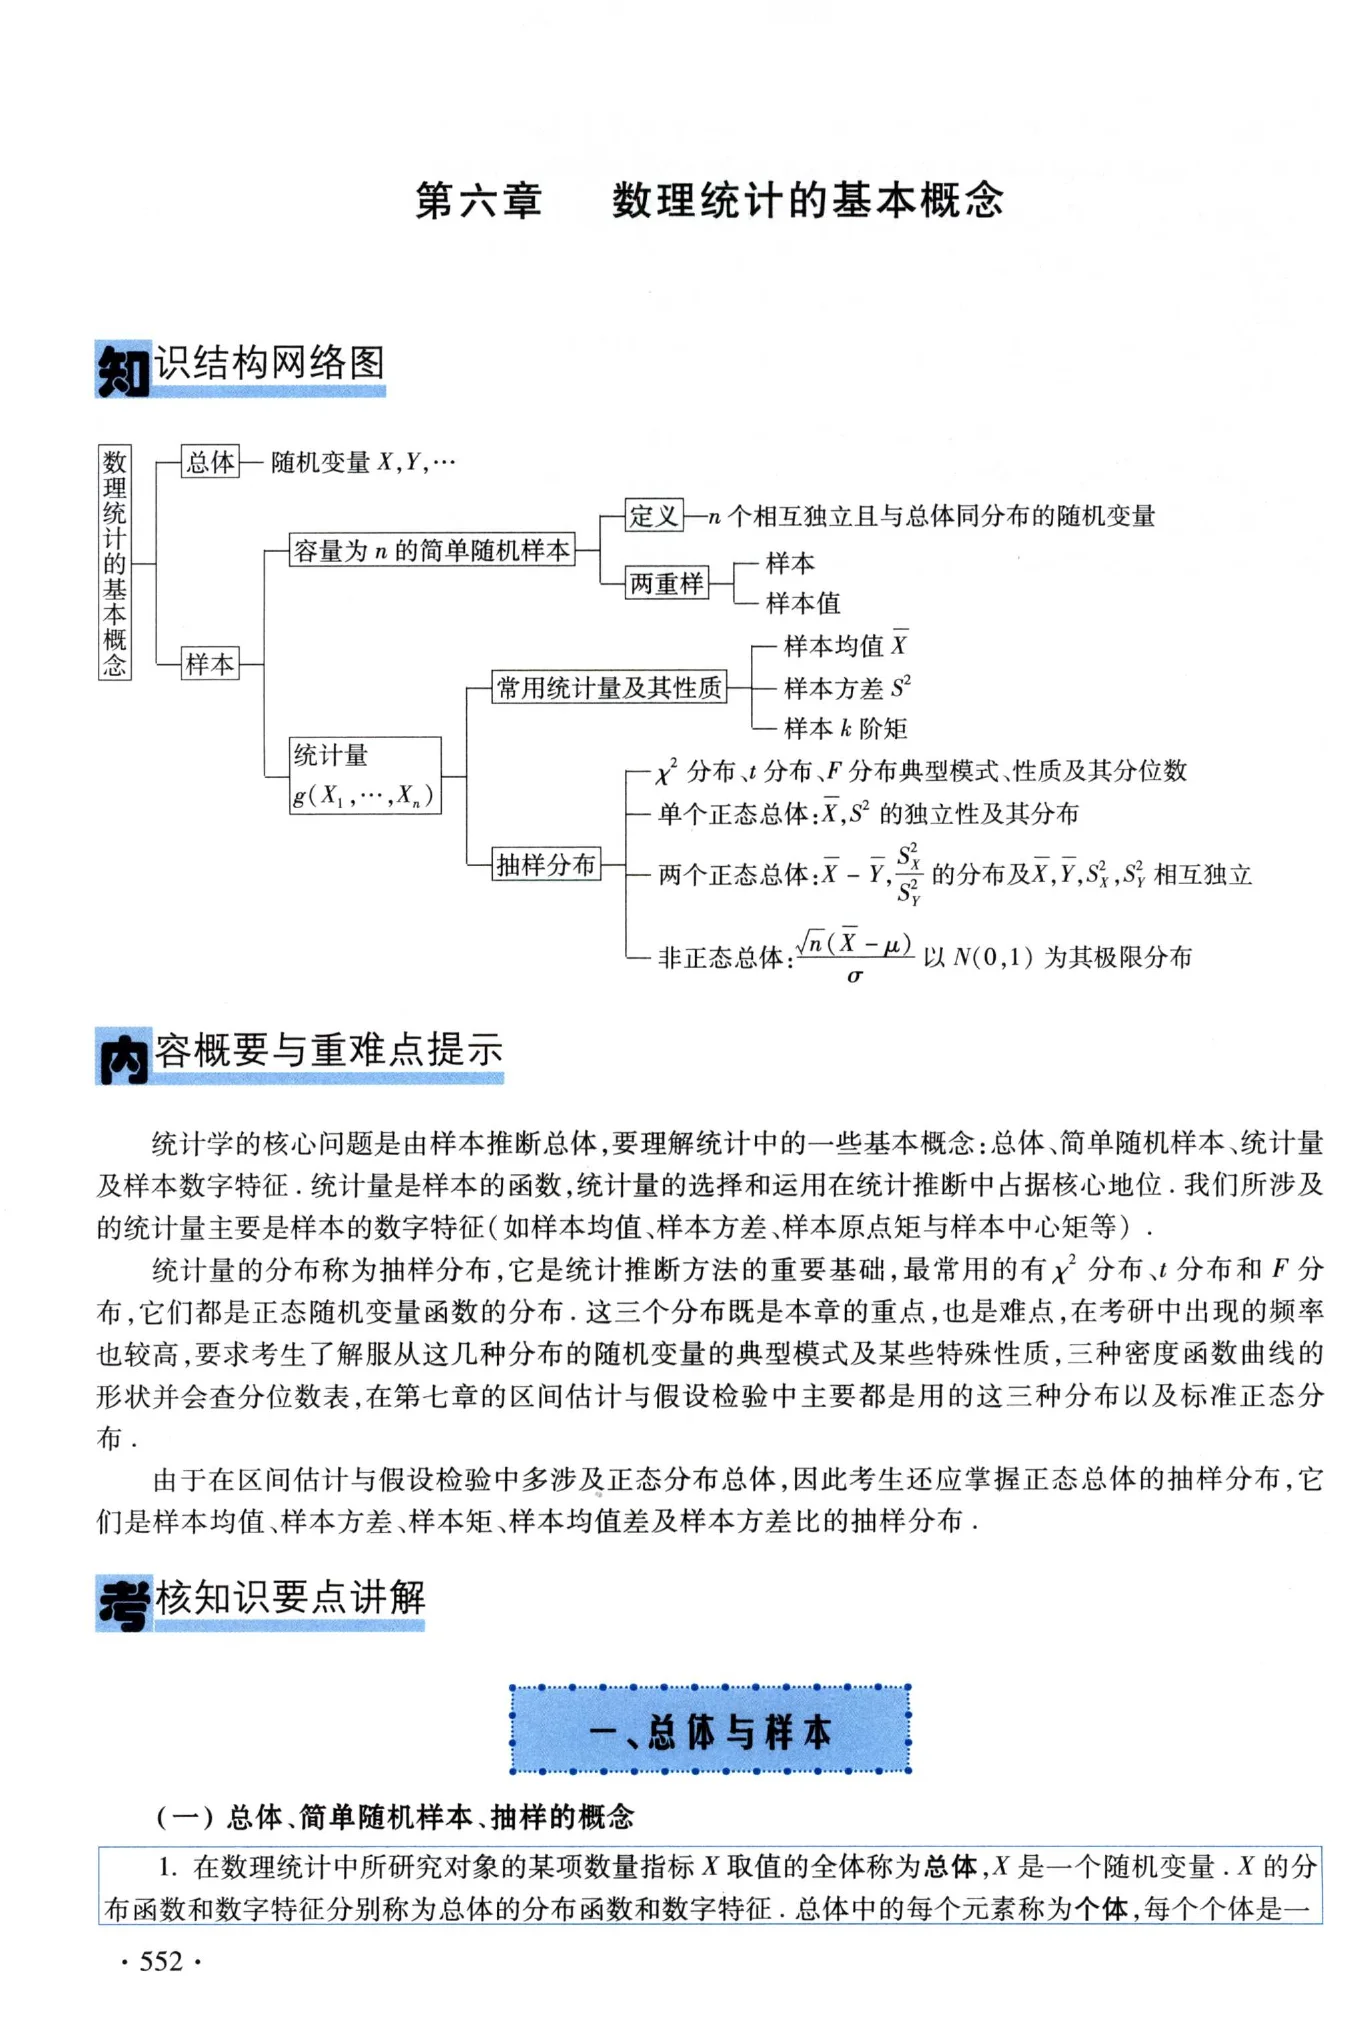 第六章 数理统计的基本概念
知识结构网络图
数理统计的基本概念
总体 随机变量 X,Y,…
定义 n 个相互独立且与总体同分布的随机变量
容量为 n 的简单随机样本
两重样
样本
样本值
样本
样本均值 X̄
常用统计量及其性质
样本方差 S²
样本 k 阶矩
统计量
g(X₁,…,Xₙ)
χ² 分布、t 分布、F 分布典型模式、性质及其分位数
单个正态总体:X̄,S² 的独立性及其分布
抽样分布
两个正态总体:X̄ − Ȳ, S_X²/S_Y² 的分布及X̄,Ȳ,S_X²,S_Y² 相互独立
非正态总体: √n(X̄ − μ)/σ 以 N(0,1) 为其极限分布
内容概要与重难点提示
统计学的核心问题是由样本推断总体,要理解统计中的一些基本概念:总体、简单随机样本、统计量
及样本数字特征.统计量是样本的函数,统计量的选择和运用在统计推断中占据核心地位.我们所涉及
的统计量主要是样本的数字特征(如样本均值、样本方差、样本原点矩与样本中心矩等).
统计量的分布称为抽样分布,它是统计推断方法的重要基础,最常用的有χ² 分布、t 分布和 F 分
布,它们都是正态随机变量函数的分布.这三个分布既是本章的重点,也是难点,在考研中出现的频率
也较高,要求考生了解服从这几种分布的随机变量的典型模式及某些特殊性质,三种密度函数曲线的
形状并会查分位数表,在第七章的区间估计与假设检验中主要都是用的这三种分布以及标准正态分
布.
由于在区间估计与假设检验中多涉及正态分布总体,因此考生还应掌握正态总体的抽样分布,它
们是样本均值、样本方差、样本矩、样本均值差及样本方差比的抽样分布.
考核知识要点讲解
一、总体与样本
(一) 总体、简单随机样本、抽样的概念
1. 在数理统计中所研究对象的某项数量指标 X 取值的全体称为总体,X 是一个随机变量.X 的分
布函数和数字特征分别称为总体的分布函数和数字特征.总体中的每个元素称为个体,每个个体是一
· 552 ·